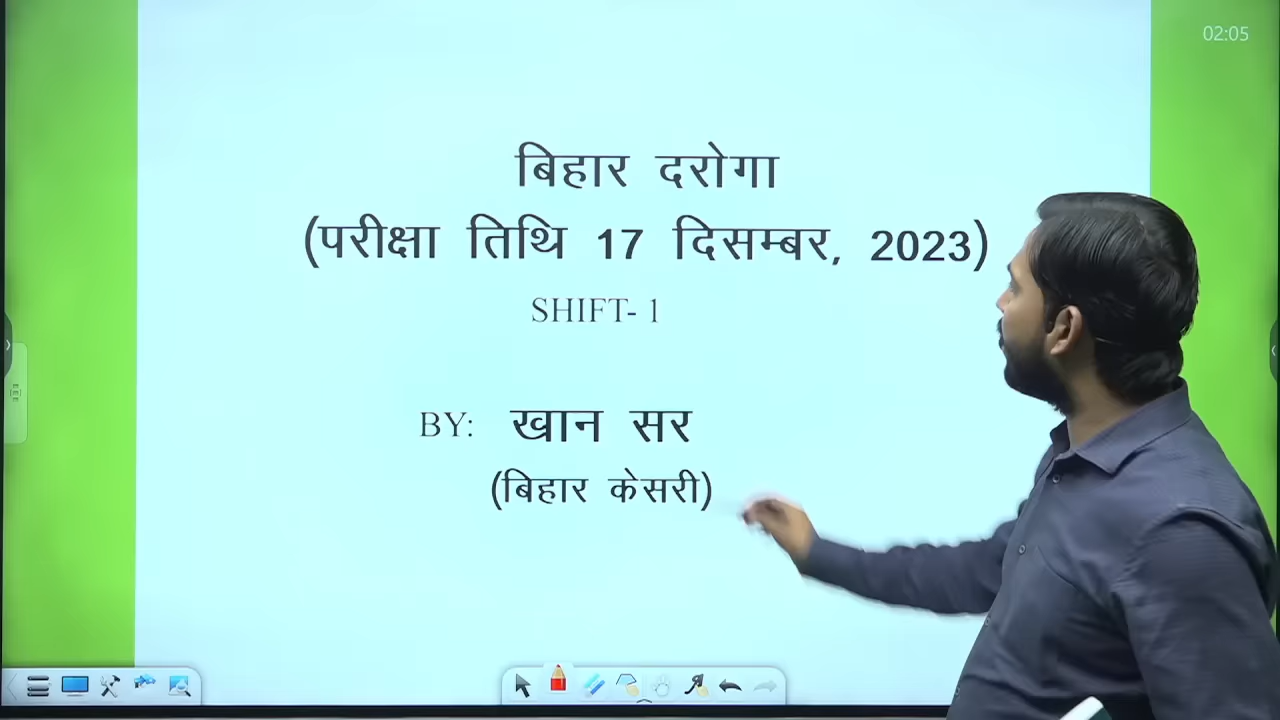 02:05
बिहार दरोगा
(परीक्षा तिथि 17 दिसम्बर, 2023)
SHIFT- 1
BY: खान सर
(बिहार केसरी)